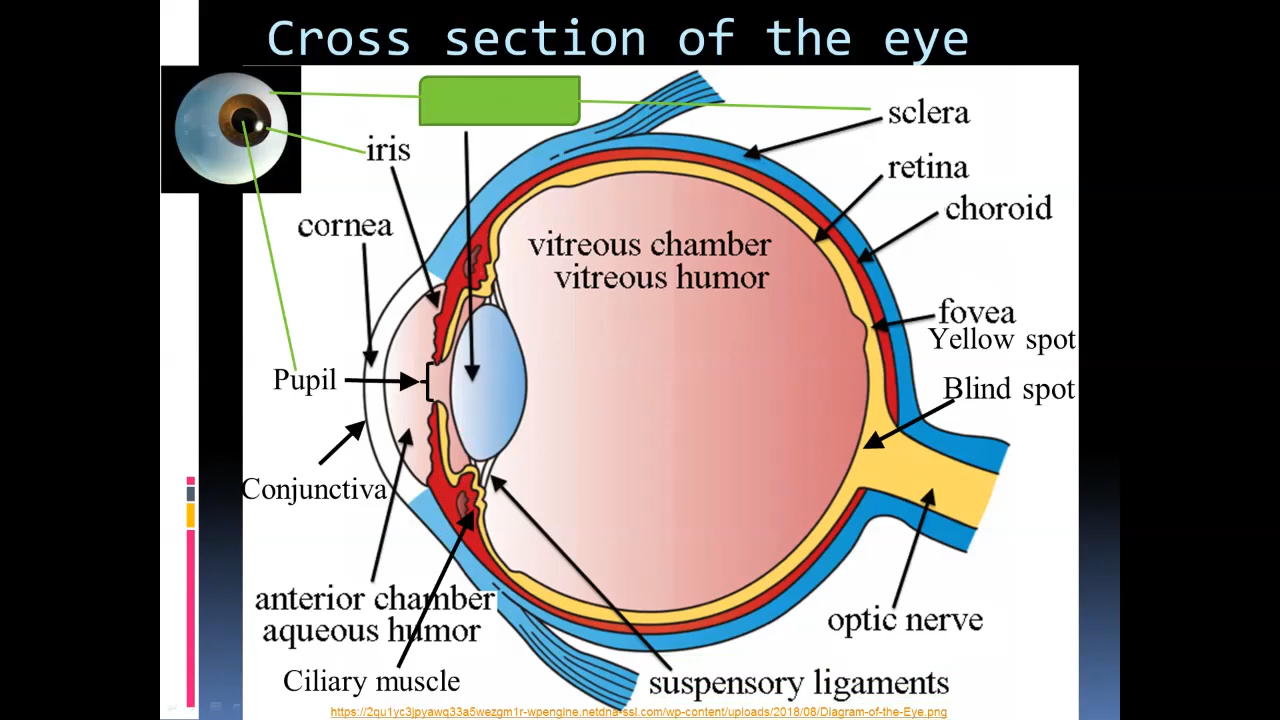 Cross section of the eye
sclera
iris
retina
choroid
cornea
vitreous chamber
vitreous humor
fovea
Yellow spot
Pupil
Blind spot
Conjunctiva
anterior chamber
aqueous humor
optic nerve
Ciliary muscle
suspensory ligaments
https://2qu1yc3jpyawq33a5wezgm1r-wpengine.netdna-ssl.com/wp-content/uploads/2018/08/Diagram-of-the-Eye.png